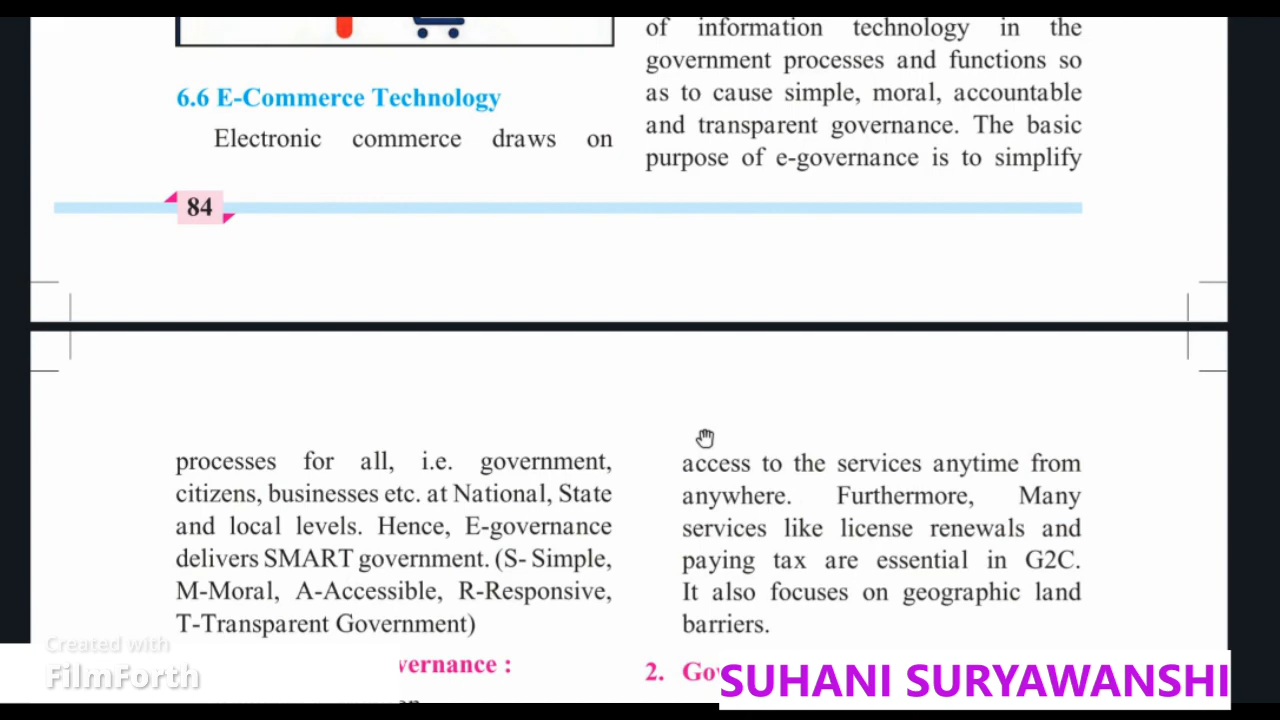 6.6 E-Commerce Technology
Electronic commerce draws on
of information technology in the
government processes and functions so
as to cause simple, moral, accountable
and transparent governance. The basic
purpose of e-governance is to simplify
84
processes for all, i.e. government,
citizens, businesses etc. at National, State
and local levels. Hence, E-governance
delivers SMART government. (S- Simple,
M-Moral, A-Accessible, R-Responsive,
T-Transparent Government)
vernance :
access to the services anytime from
anywhere. Furthermore, Many
services like license renewals and
paying tax are essential in G2C.
It also focuses on geographic land
barriers.
2. Go
Created with
FilmForth
SUHANI SURYAWANSHI